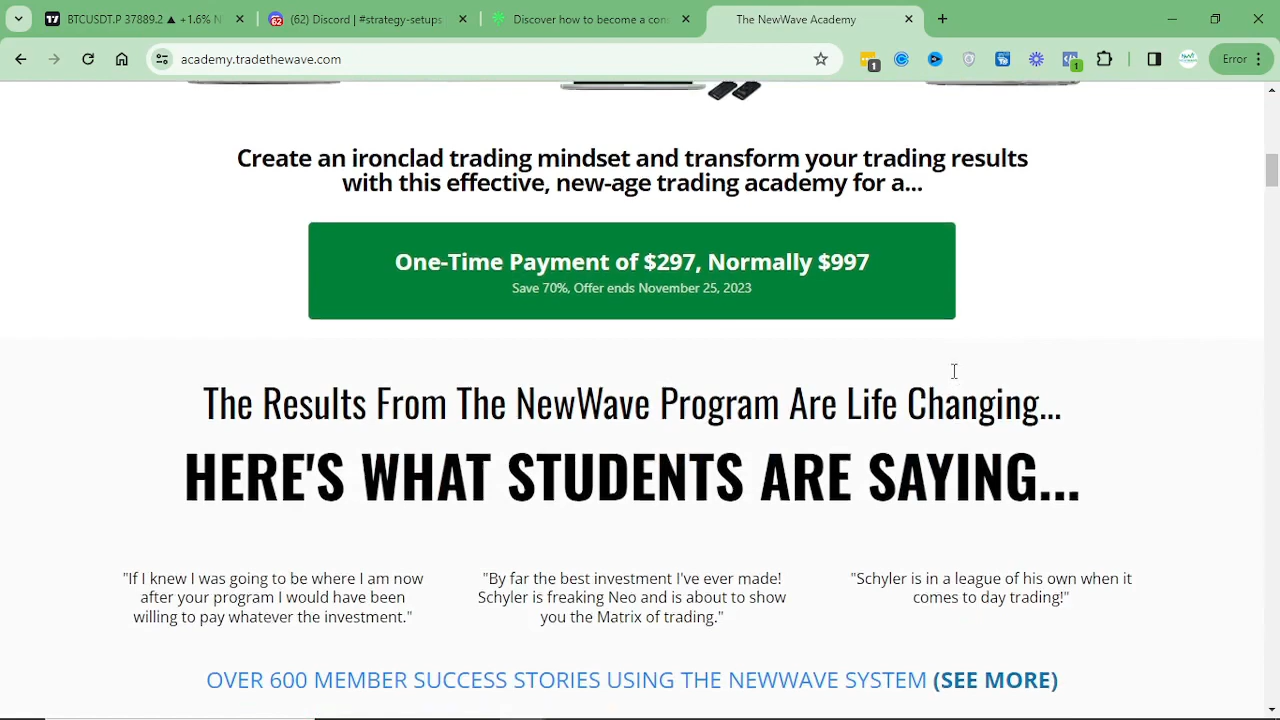 BTCUSDT.P 37889.2 ▲ +1.6% N
(62) Discord | #strategy-setups
Discover how to become a con
The NewWave Academy
academy.tradethewave.com
1
1
Error
Create an ironclad trading mindset and transform your trading results
with this effective, new-age trading academy for a...
One-Time Payment of $297, Normally $997
Save 70%, Offer ends November 25, 2023
The Results From The NewWave Program Are Life Changing...
HERE'S WHAT STUDENTS ARE SAYING...
"If I knew I was going to be where I am now
after your program I would have been
willing to pay whatever the investment."
"By far the best investment I've ever made!
Schyler is freaking Neo and is about to show
you the Matrix of trading."
"Schyler is in a league of his own when it
comes to day trading!"
OVER 600 MEMBER SUCCESS STORIES USING THE NEWWAVE SYSTEM (SEE MORE)